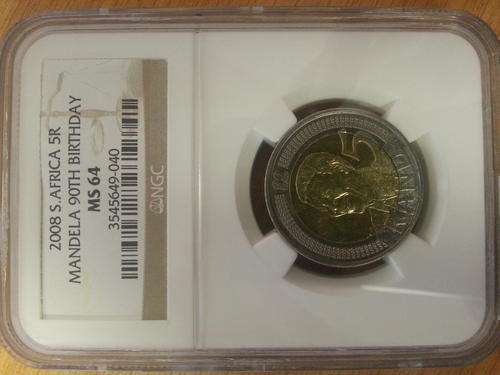 2008 S.AFRICA 5R
MANDELA 90TH BIRTHDAY
MS 64
3545649-040
NGC
5